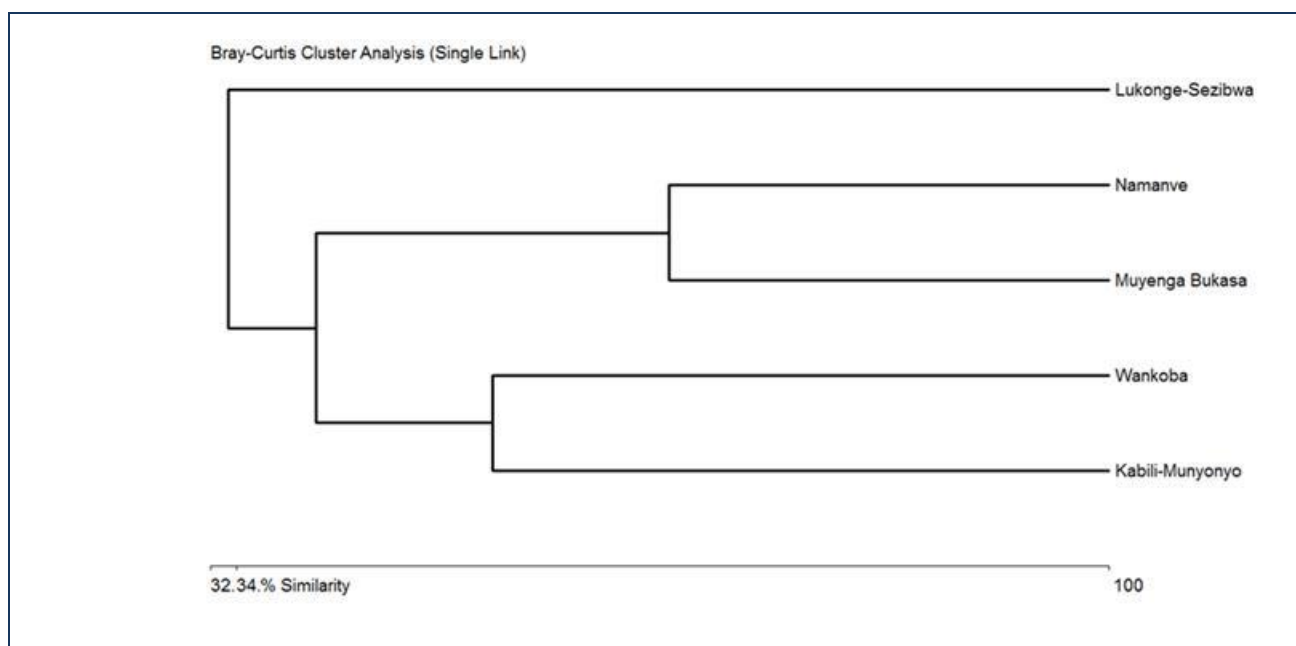 Bray-Curtis Cluster Analysis (Single Link)
Lukonge-Sezibwa
Namanve
Muyenga Bukasa
Wankoba
Kabili-Munyonyo
32.34.% Similarity 100